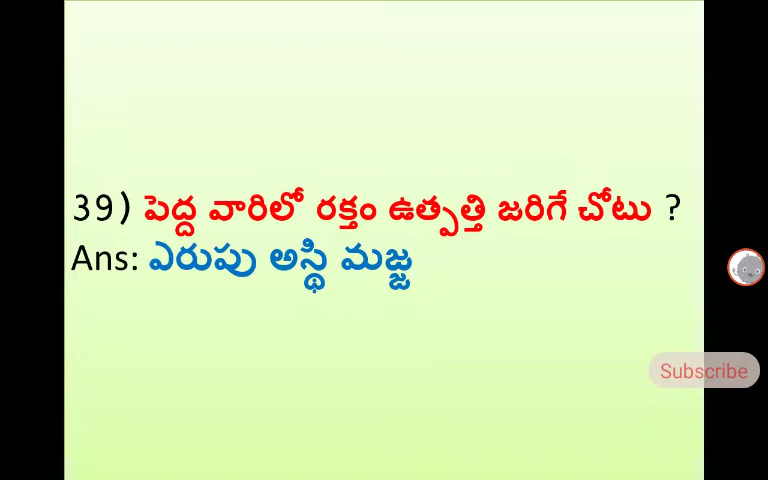 39) పెద్ద వారిలో రక్తం ఉత్పత్తి జరిగే చోటు ?
Ans: ఎరుపు అస్థి మజ్జ
Subscribe